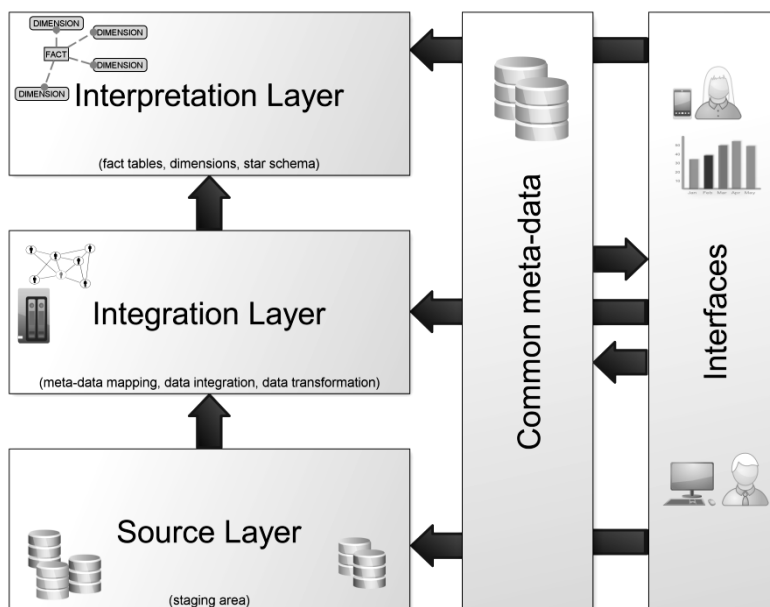 DIMENSION
DIMENSION
FACT
DIMENSION
DIMENSION
Interpretation Layer
(fact tables, dimensions, star schema)
Integration Layer
(meta-data mapping, data integration, data transformation)
Source Layer
(staging area)
Common meta-data
Interfaces